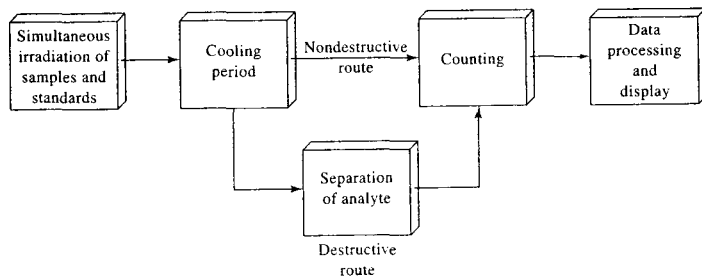 Simultaneous
irradiation of
samples and
standards
Cooling
period
Nondestructive
route
Counting
Data
processing
and
display
Separation
of analyte
Destructive
route